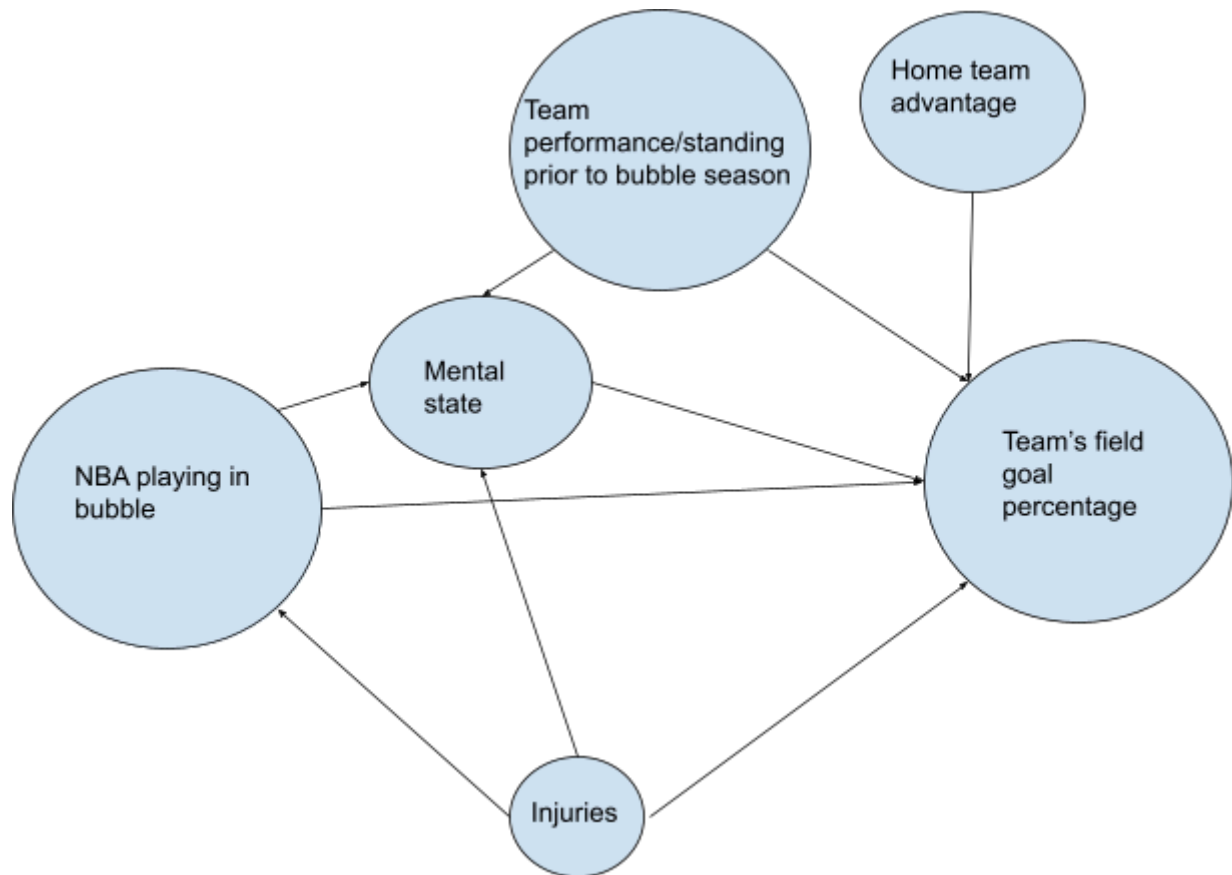 Home team
advantage
Team
performance/standing
prior to bubble season
Mental
state
NBA playing in
bubble
Team’s field
goal
percentage
Injuries